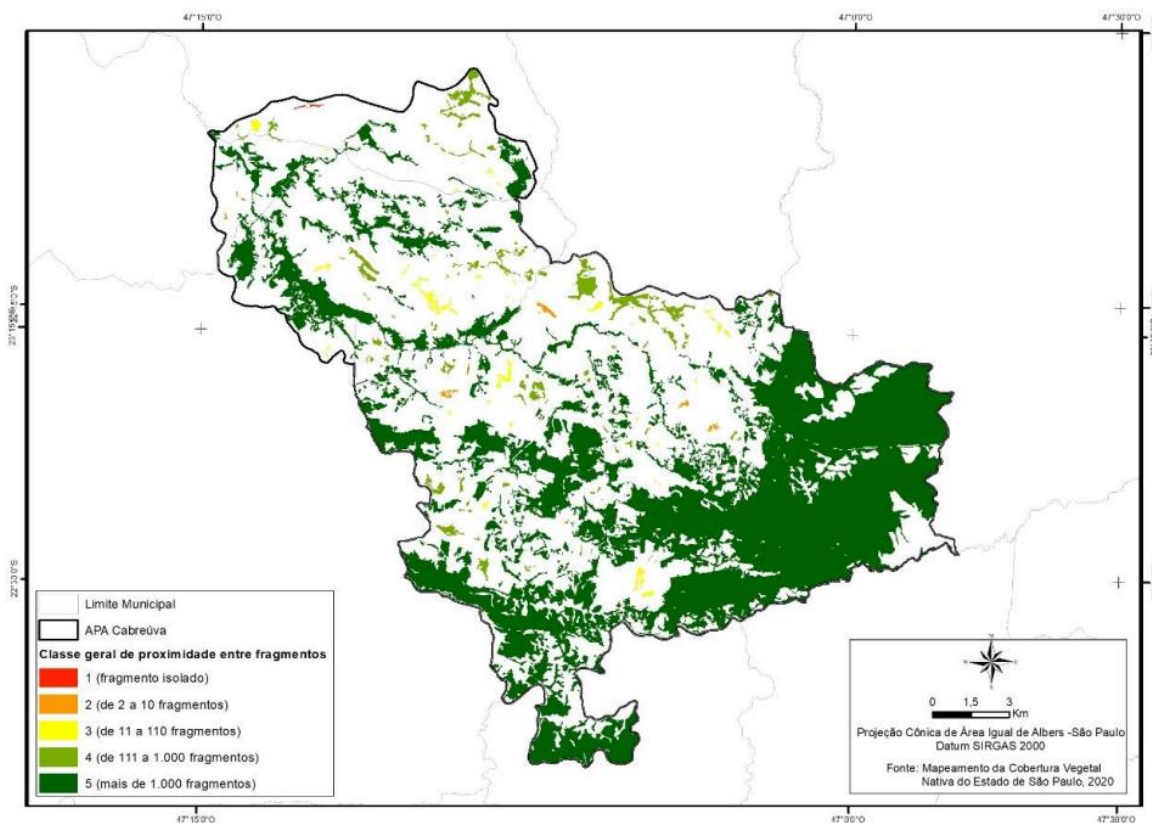 47°15'0"O
47°0'0"O
47°30'0"O
22°30'0"S
Limite Municipal
APA Cabreúva
Classe geral de proximidade entre fragmentos
1 (fragmento isolado)
2 (de 2 a 10 fragmentos)
3 (de 11 a 110 fragmentos)
4 (de 111 a 1.000 fragmentos)
5 (mais de 1.000 fragmentos)
0 1,5 3
Km
Projeção Cônica de Área Igual de Albers -São Paulo
Datum SIRGAS 2000
Fonte: Mapeamento da Cobertura Vegetal
Nativa do Estado de São Paulo, 2020
47°15'0"O
47°0'0"O
47°30'0"O